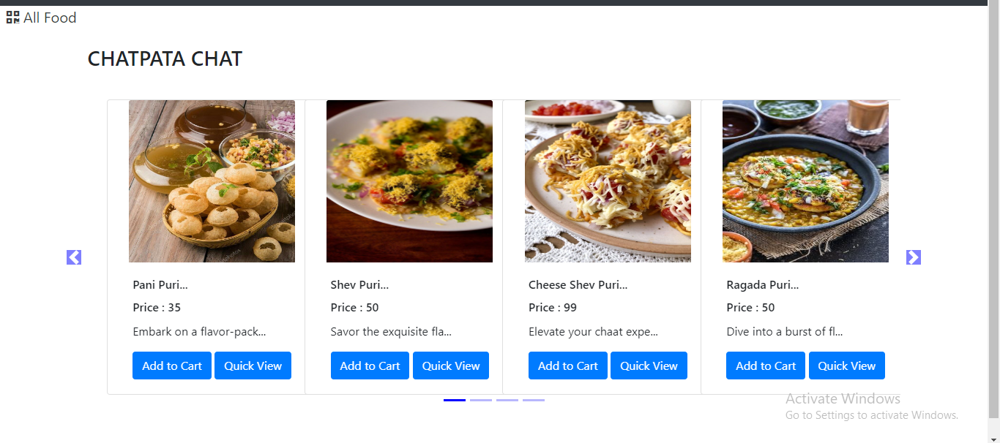 All Food
CHATPATA CHAT
Pani Puri...
Price : 35
Embark on a flavor-pack...
Add to Cart
Quick View
Shev Puri...
Price : 50
Savor the exquisite fla...
Add to Cart
Quick View
Cheese Shev Puri...
Price : 99
Elevate your chaat expe...
Add to Cart
Quick View
Ragada Puri...
Price : 50
Dive into a burst of fl...
Add to Cart
Quick View
Activate Windows
Go to Settings to activate Windows.